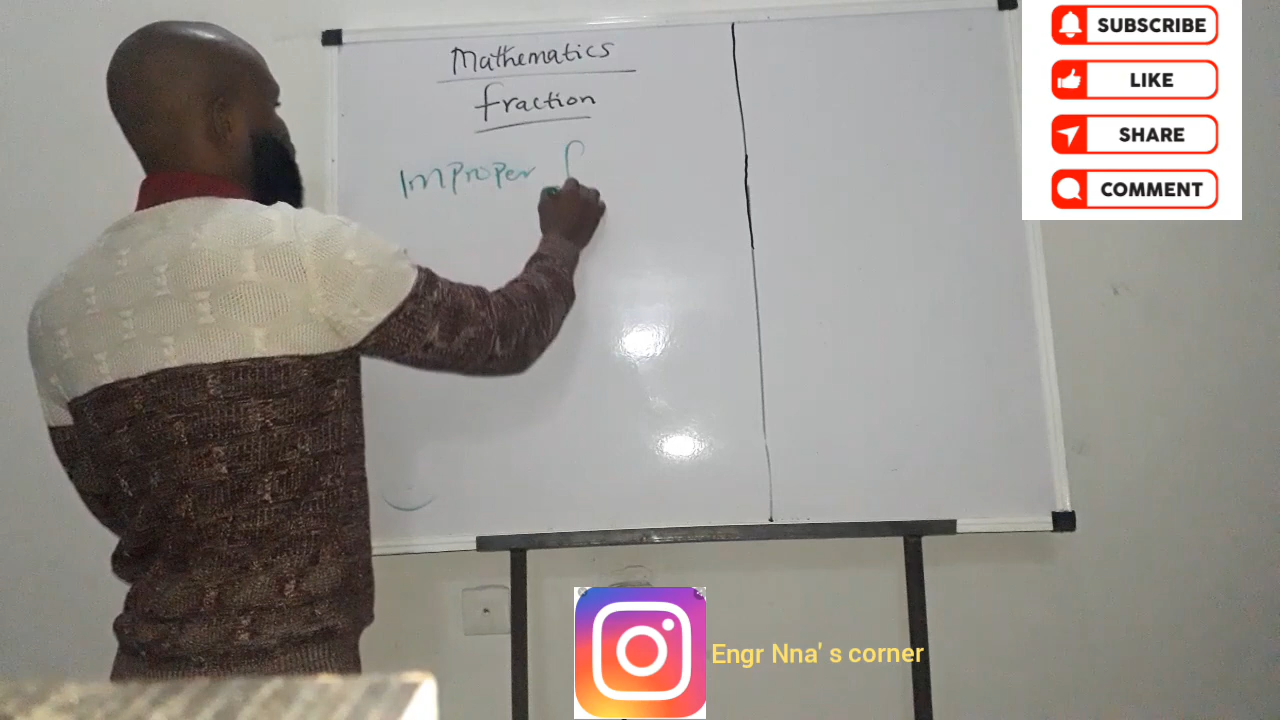 Mathematics
fraction
Improper f
SUBSCRIBE
LIKE
SHARE
COMMENT
Engr Nna' s corner